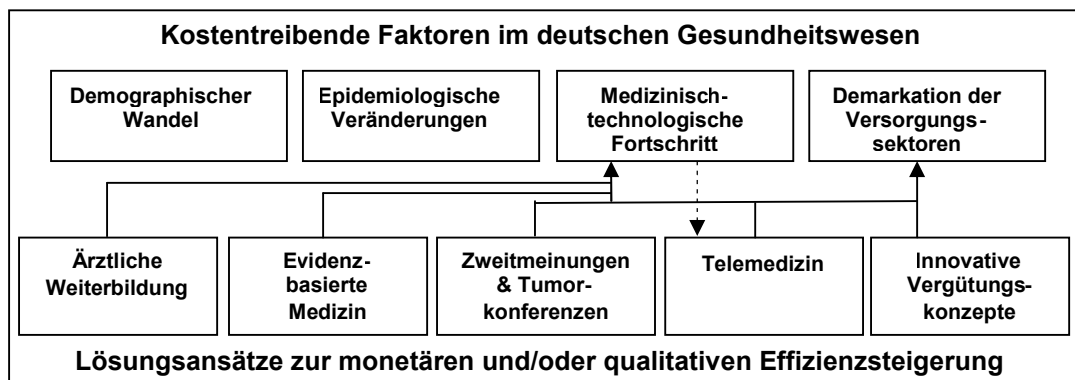 Kostentreibende Faktoren im deutschen Gesundheitswesen
Demographischer
Wandel
Epidemiologische
Veränderungen
Medizinisch-
technologische
Fortschritt
Demarkation der
Versorgungs-
sektoren
Ärztliche
Weiterbildung
Evidenz-
basierte
Medizin
Zweitmeinungen
& Tumor-
konferenzen
Telemedizin
Innovative
Vergütungs-
konzepte
Lösungsansätze zur monetären und/oder qualitativen Effizienzsteigerung